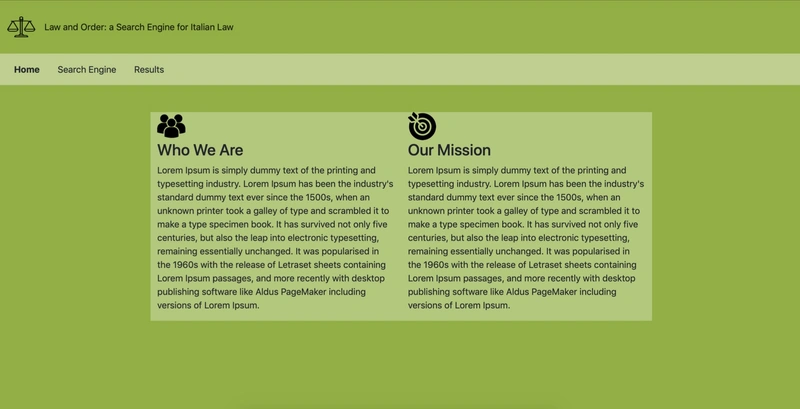 Law and Order: a Search Engine for Italian Law
Home Search Engine Results
Who We Are
Lorem Ipsum is simply dummy text of the printing and
typesetting industry. Lorem Ipsum has been the industry's
standard dummy text ever since the 1500s, when an
unknown printer took a galley of type and scrambled it to
make a type specimen book. It has survived not only five
centuries, but also the leap into electronic typesetting,
remaining essentially unchanged. It was popularised in
the 1960s with the release of Letraset sheets containing
Lorem Ipsum passages, and more recently with desktop
publishing software like Aldus PageMaker including
versions of Lorem Ipsum.
Our Mission
Lorem Ipsum is simply dummy text of the printing and
typesetting industry. Lorem Ipsum has been the industry's
standard dummy text ever since the 1500s, when an
unknown printer took a galley of type and scrambled it to
make a type specimen book. It has survived not only five
centuries, but also the leap into electronic typesetting,
remaining essentially unchanged. It was popularised in
the 1960s with the release of Letraset sheets containing
Lorem Ipsum passages, and more recently with desktop
publishing software like Aldus PageMaker including
versions of Lorem Ipsum.